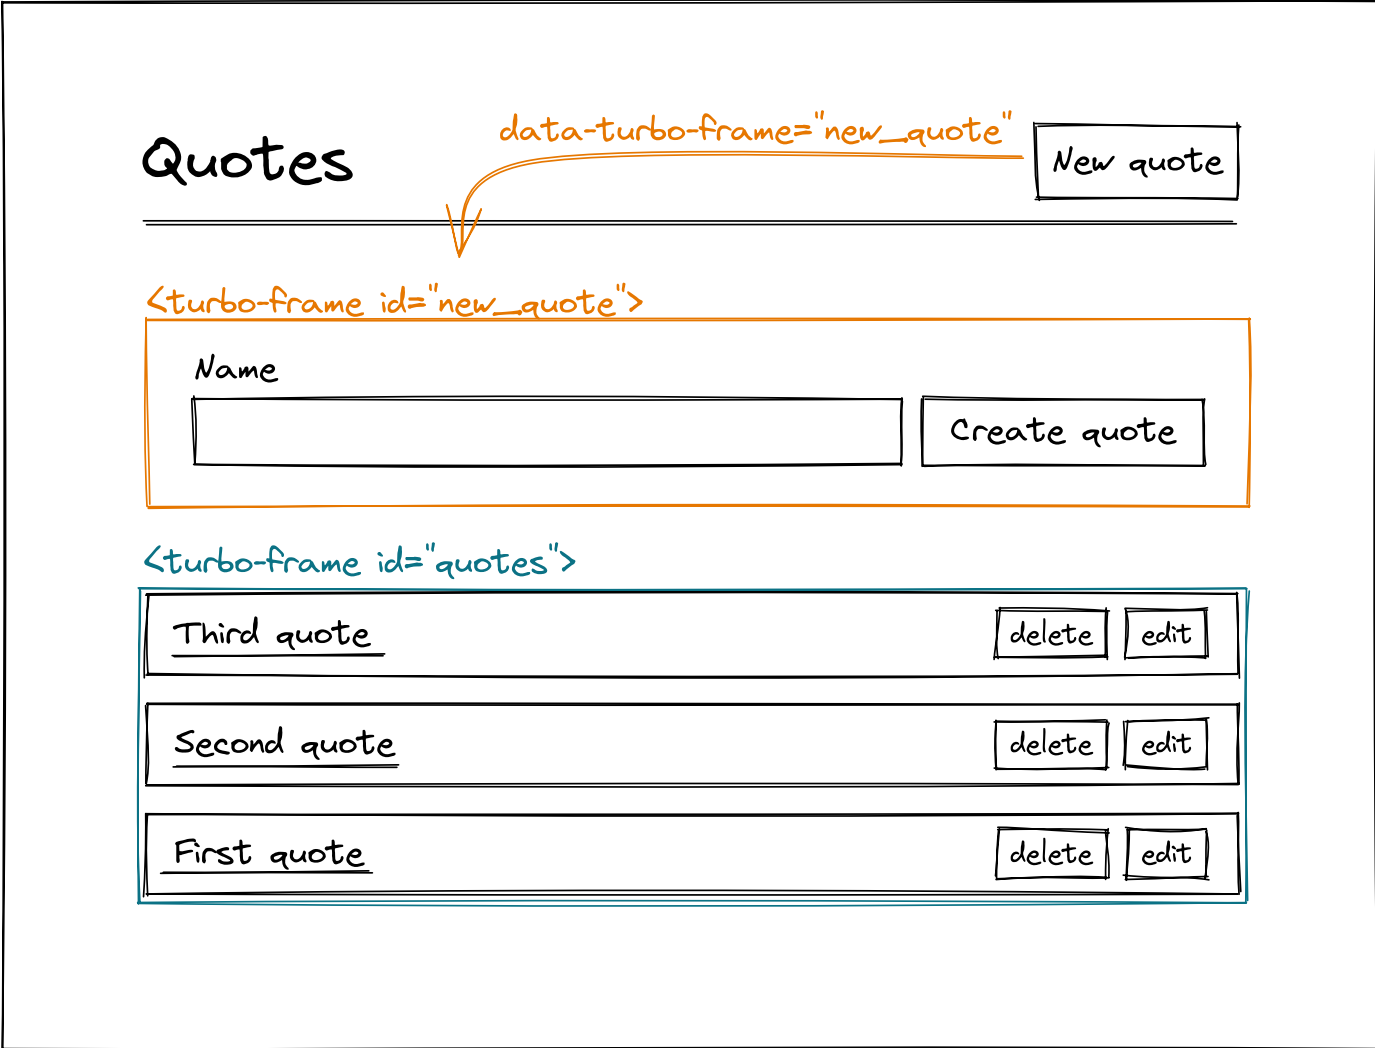 data-turbo-frame="new_quote"
Quotes
New quote
<turbo-frame id="new_quote">
Name
Create quote
<turbo-frame id="quotes">
Third quote delete edit
Second quote delete edit
First quote delete edit